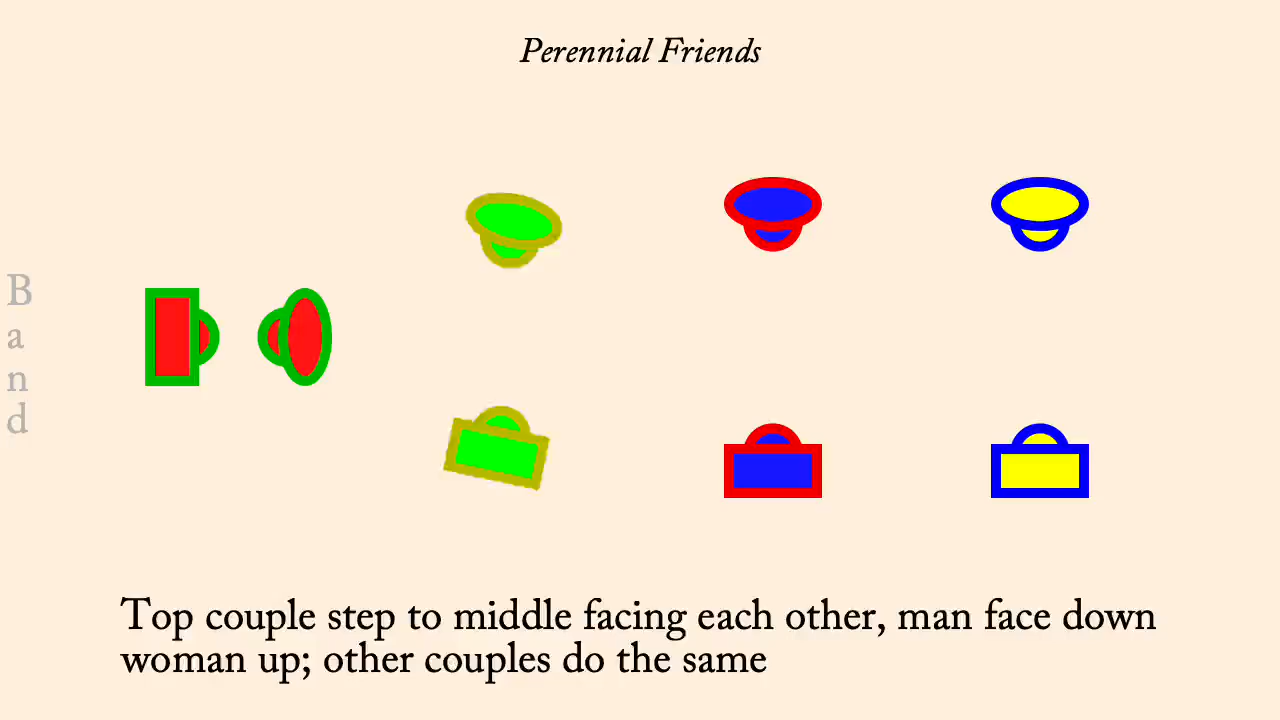 Perennial Friends
B
a
n
d
Top couple step to middle facing each other, man face down
woman up; other couples do the same